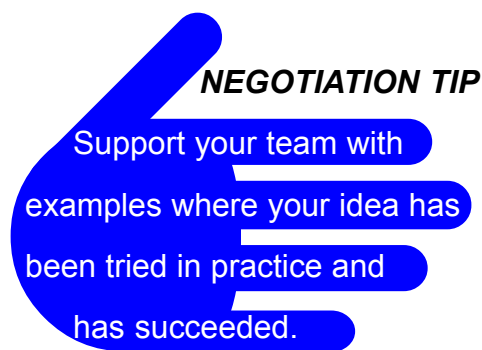 NEGOTIATION TIP
Support your team with
examples where your idea has
been tried in practice and
has succeeded.